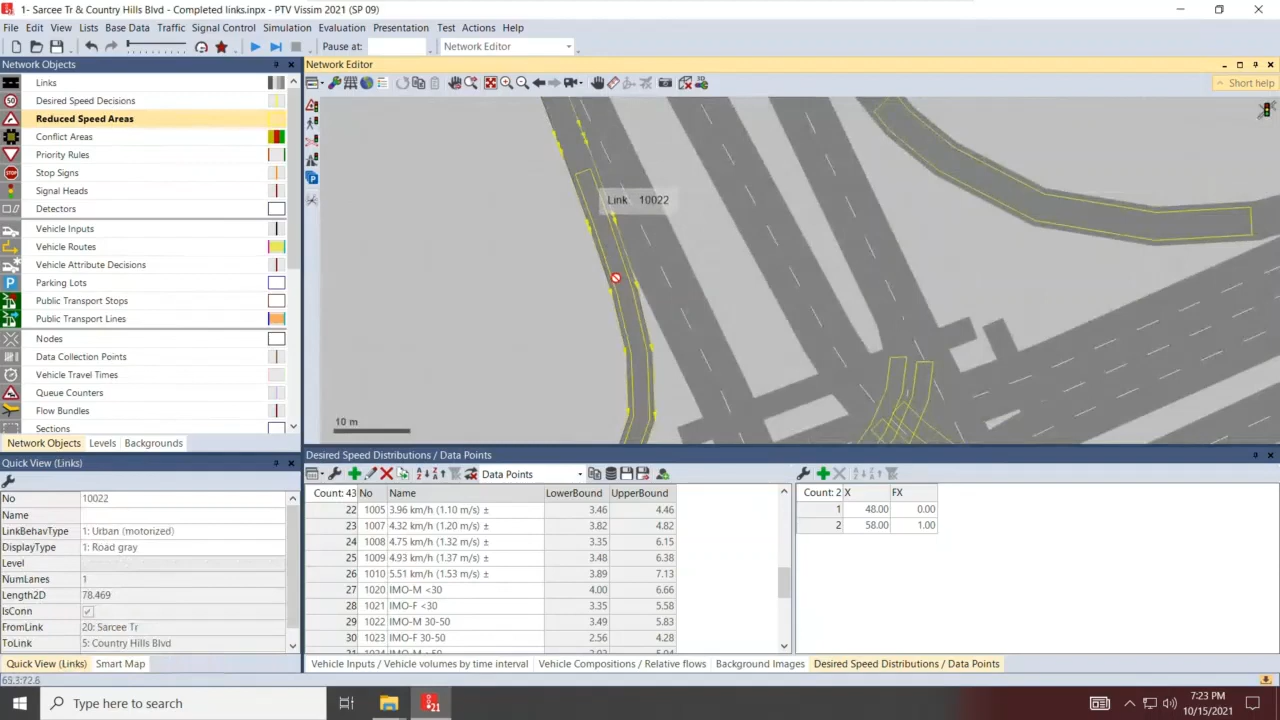 1- Sarcee Tr & Country Hills Blvd - Completed links.inpx - PTV Vissim 2021 (SP 09)
File Edit View Lists Base Data Traffic Signal Control Simulation Evaluation Presentation Test Actions Help
Pause at: Network Editor
Network Objects
Links
Desired Speed Decisions
Reduced Speed Areas
Conflict Areas
Priority Rules
Stop Signs
Signal Heads
Detectors
Vehicle Inputs
Vehicle Routes
Vehicle Attribute Decisions
Parking Lots
Public Transport Stops
Public Transport Lines
Nodes
Data Collection Points
Vehicle Travel Times
Queue Counters
Flow Bundles
Sections
Network Objects Levels Backgrounds
Network Editor
Short help
Link 10022
10 m
Quick View (Links)
No 10022
Name
LinkBehavType 1: Urban (motorized)
DisplayType 1: Road gray
Level
NumLanes 1
Length2D 78.469
IsConn
FromLink 20: Sarcee Tr
ToLink 5: Country Hills Blvd
Quick View (Links) Smart Map
Desired Speed Distributions / Data Points
Data Points
Count: 43 No Name LowerBound UpperBound
22 1005 3.96 km/h (1.10 m/s) ± 3.46 4.46
23 1007 4.32 km/h (1.20 m/s) ± 3.82 4.82
24 1008 4.75 km/h (1.32 m/s) ± 3.35 6.15
25 1009 4.93 km/h (1.37 m/s) ± 3.48 6.38
26 1010 5.51 km/h (1.53 m/s) ± 3.89 7.13
27 1020 IMO-M <30 4.00 6.66
28 1021 IMO-F <30 3.35 5.58
29 1022 IMO-M 30-50 3.49 5.83
30 1023 IMO-F 30-50 2.56 4.28
Count: 2 X FX
1 48.00 0.00
2 58.00 1.00
Vehicle Inputs / Vehicle volumes by time interval Vehicle Compositions / Relative flows Background Images Desired Speed Distributions / Data Points
65.3:72.6
Type here to search
7:23 PM
10/15/2021